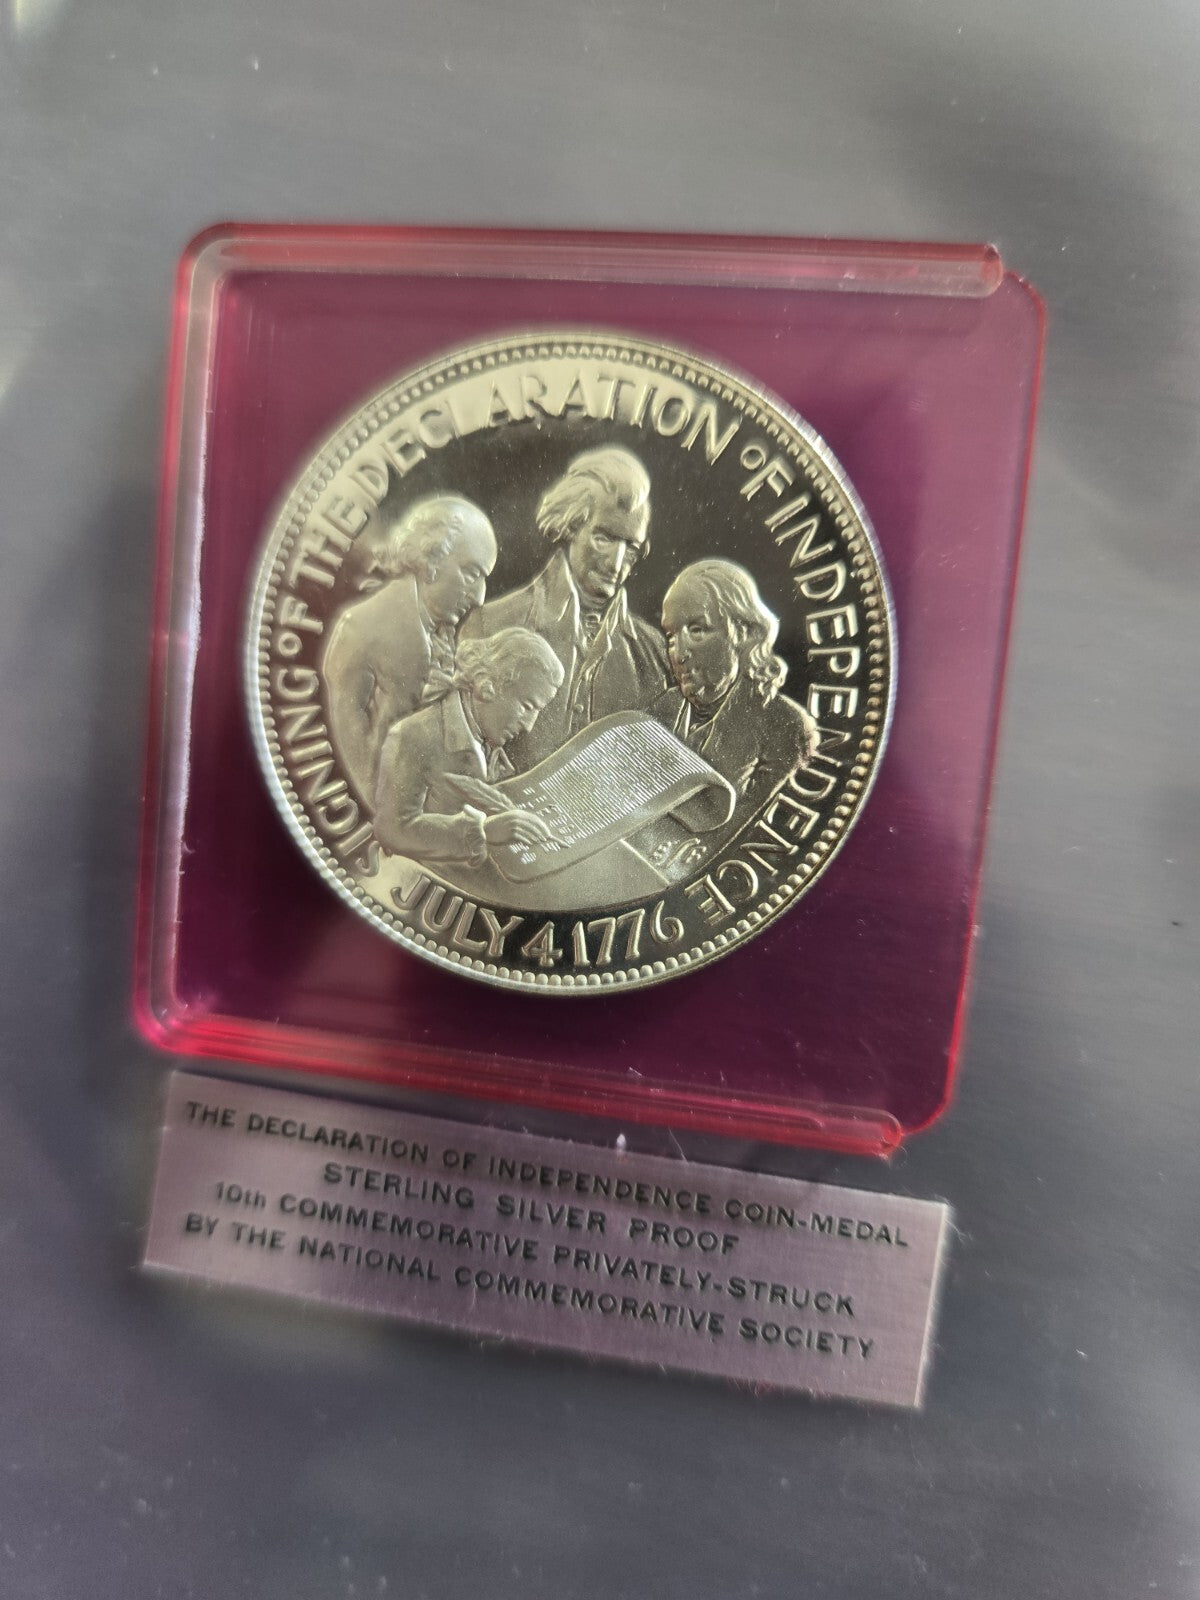 SIGNING OF THE DECLARATION OF INDEPENDENCE
JULY 4 1776
THE DECLARATION OF INDEPENDENCE COIN-MEDAL
STERLING SILVER PROOF
10th COMMEMORATIVE PRIVATELY-STRUCK
BY THE NATIONAL COMMEMORATIVE SOCIETY